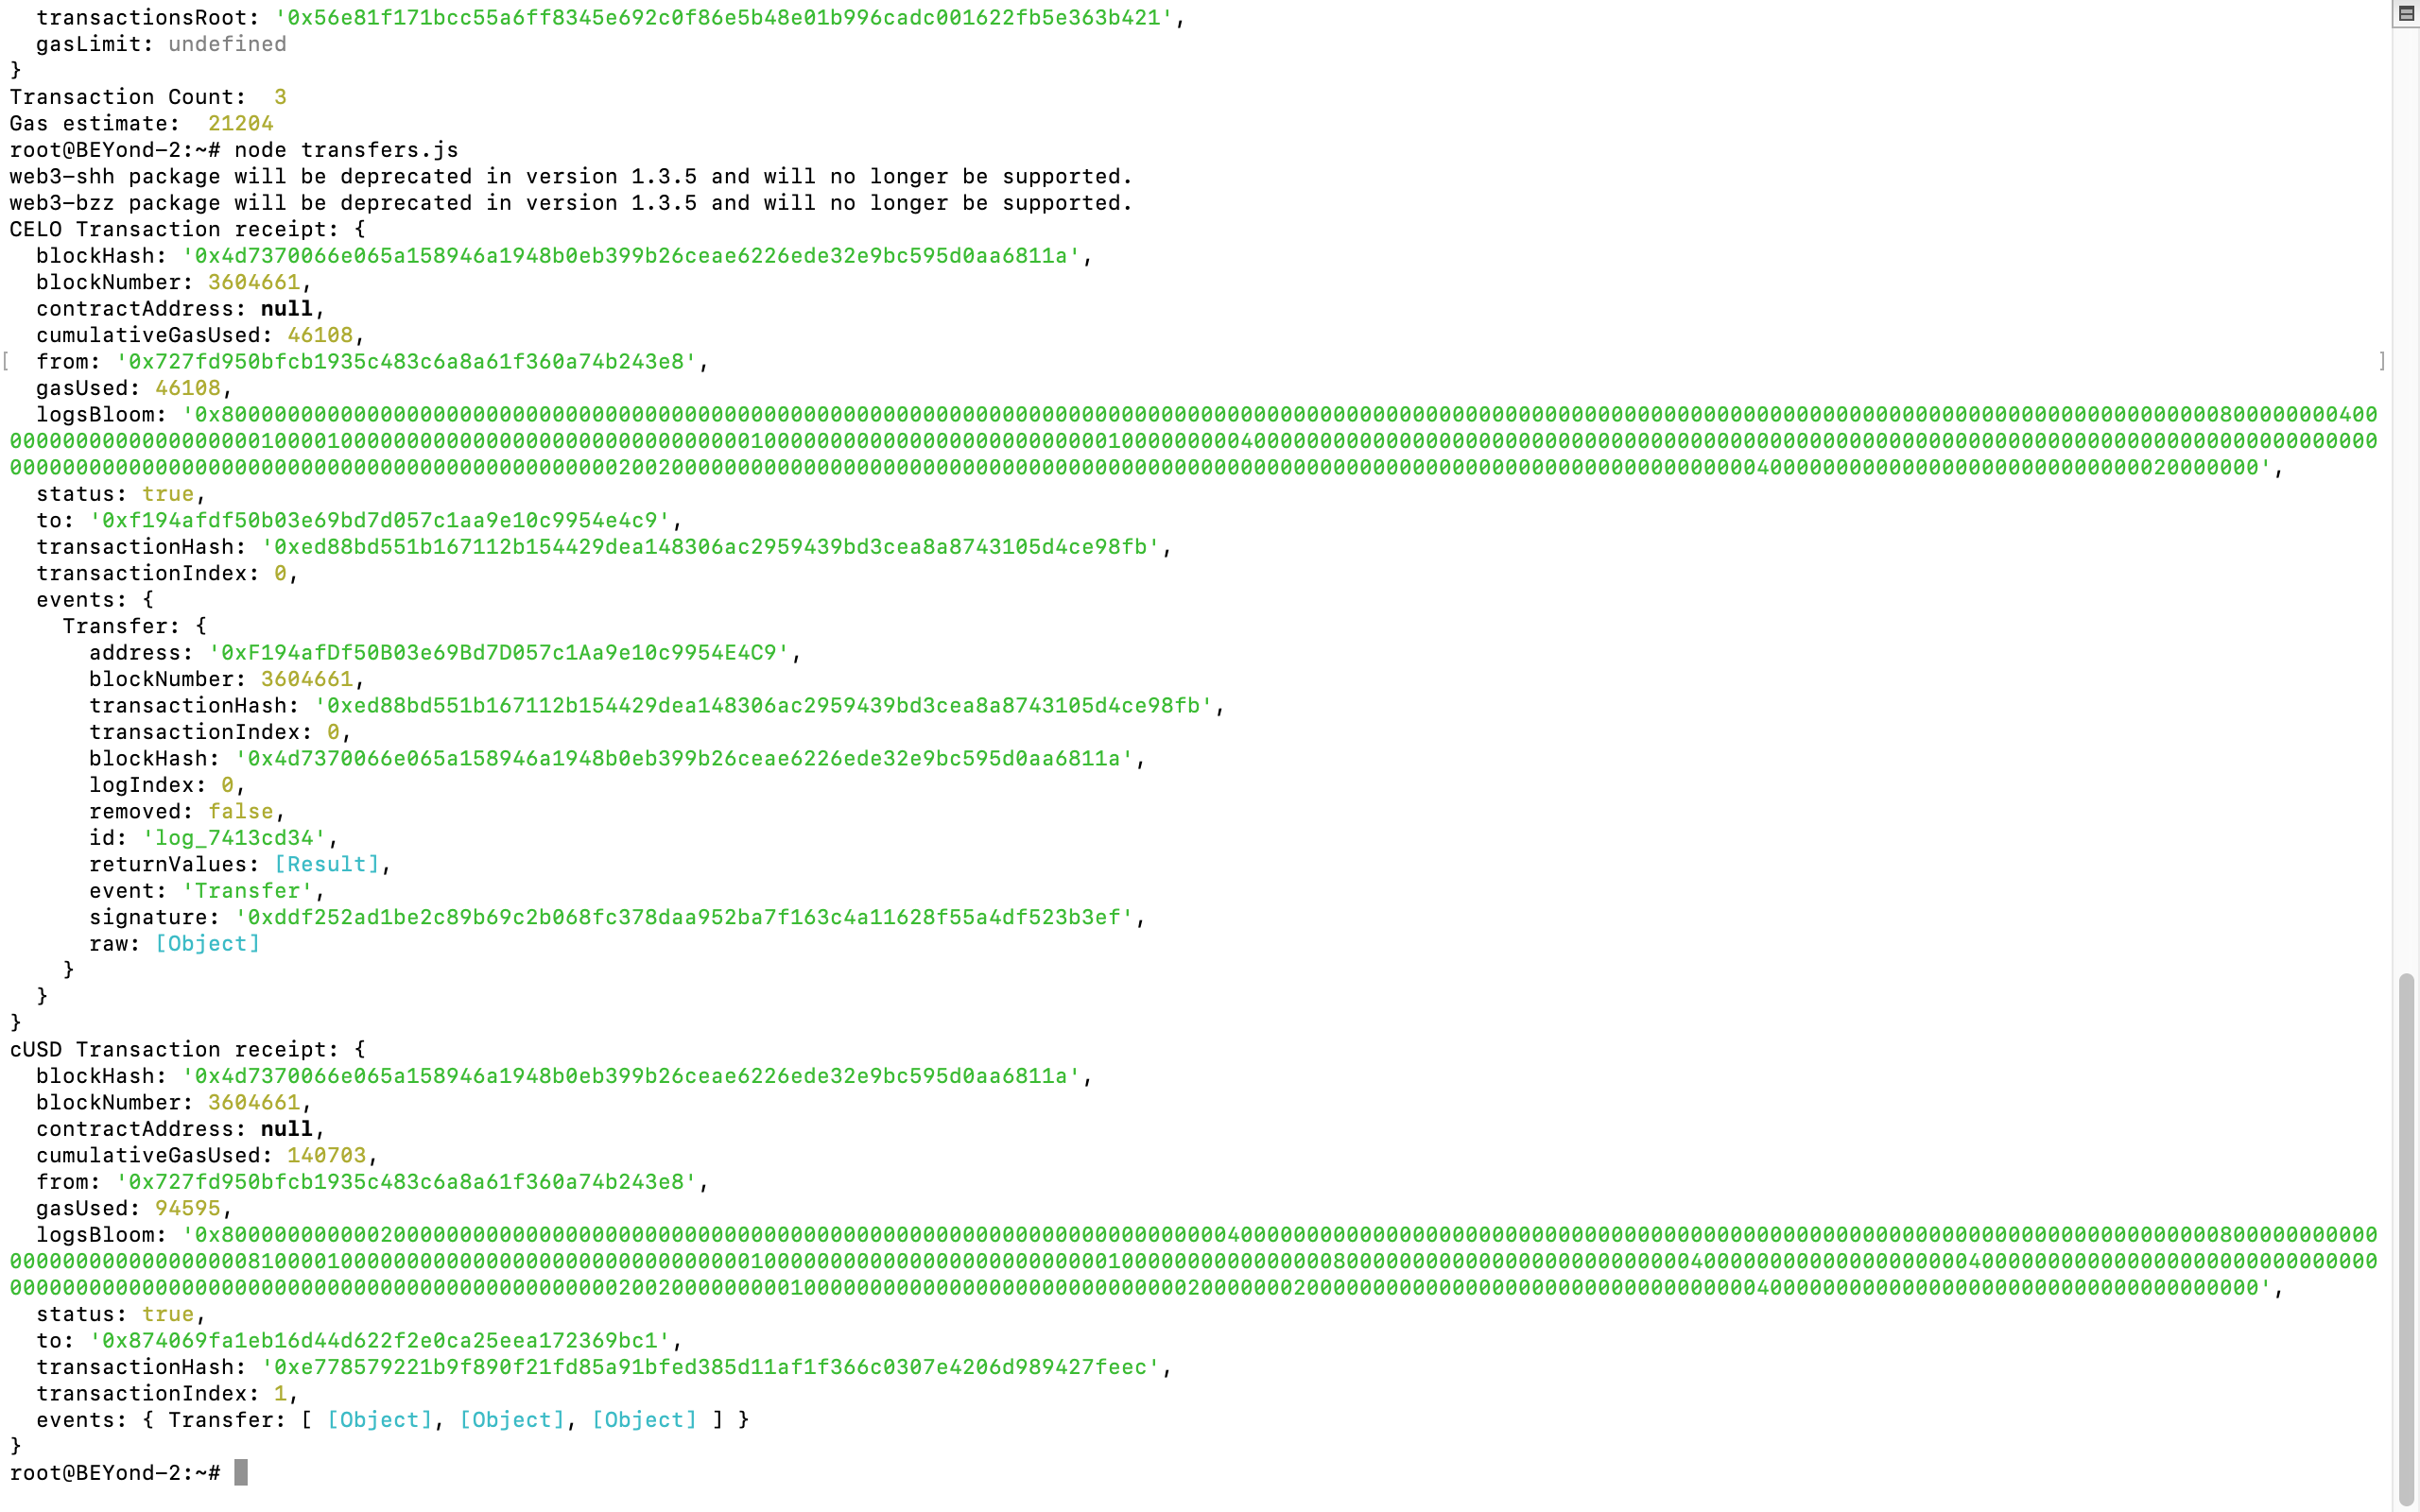 transactionsRoot: '0x56e81f171bcc55a6ff8345e692c0f86e5b48e01b996cadc001622fb5e363b421',
gasLimit: undefined
}
Transaction Count: 3
Gas estimate: 21204
root@BEYond-2:~# node transfers.js
web3-shh package will be deprecated in version 1.3.5 and will no longer be supported.
web3-bzz package will be deprecated in version 1.3.5 and will no longer be supported.
CELO Transaction receipt: {
blockHash: '0x4d7370066e065a158946a1948b0eb399b26ceae6226ede32e9bc595d0aa6811a',
blockNumber: 3604661,
contractAddress: null,
cumulativeGasUsed: 46108,
[ from: '0x727fd950bfcb1935c483c6a8a61f360a74b243e8', ]
gasUsed: 46108,
logsBloom:
status: true,
to: '0xf194afdf50b03e69bd7d057c1aa9e10c9954e4c9',
transactionHash: '0xed88bd551b167112b154429dea148306ac2959439bd3cea8a8743105d4ce98fb',
transactionIndex: 0,
events: {
Transfer: {
address: '0xF194afDf50B03e69Bd7D057c1Aa9e10c9954E4C9',
blockNumber: 3604661,
transactionHash: '0xed88bd551b167112b154429dea148306ac2959439bd3cea8a8743105d4ce98fb',
transactionIndex: 0,
blockHash: '0x4d7370066e065a158946a1948b0eb399b26ceae6226ede32e9bc595d0aa6811a',
logIndex: 0,
removed: false,
id: 'log_7413cd34',
returnValues: [Result],
event: 'Transfer',
signature: '0xddf252ad1be2c89b69c2b068fc378daa952ba7f163c4a11628f55a4df523b3ef',
raw: [Object]
}
}
}
cUSD Transaction receipt: {
blockHash: '0x4d7370066e065a158946a1948b0eb399b26ceae6226ede32e9bc595d0aa6811a',
blockNumber: 3604661,
contractAddress: null,
cumulativeGasUsed: 140703,
from: '0x727fd950bfcb1935c483c6a8a61f360a74b243e8',
gasUsed: 94595,
logsBloom:
status: true,
to: '0x874069fa1eb16d44d622f2e0ca25eea172369bc1',
transactionHash: '0xe778579221b9f890f21fd85a91bfed385d11af1f366c0307e4206d989427feec',
transactionIndex: 1,
events: { Transfer: [ [Object], [Object], [Object] ] }
}
root@BEYond-2:~#